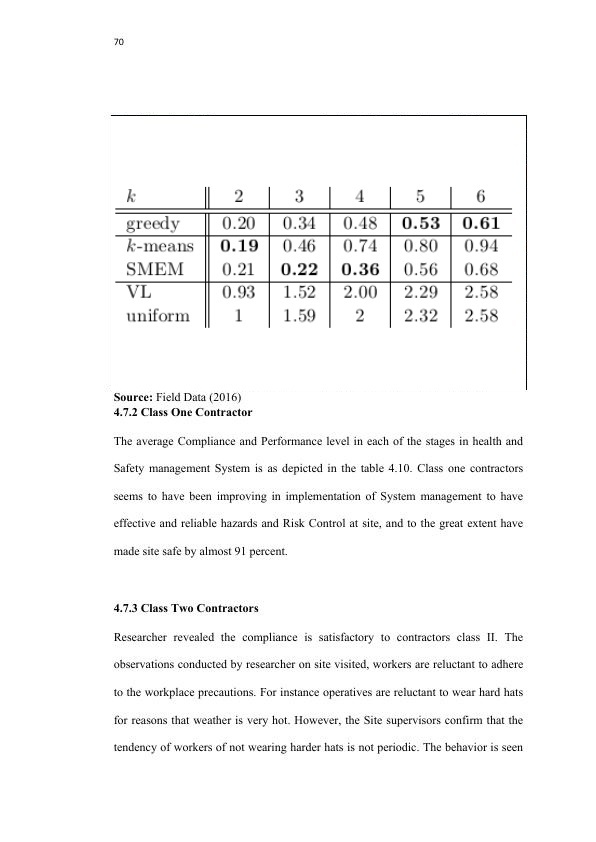 70
k 2 3 4 5 6
greedy 0.20 0.34 0.48 0.53 0.61
k-means 0.19 0.46 0.74 0.80 0.94
SMEM 0.21 0.22 0.36 0.56 0.68
VL 0.93 1.52 2.00 2.29 2.58
uniform 1 1.59 2 2.32 2.58
Source: Field Data (2016)
4.7.2 Class One Contractor
The average Compliance and Performance level in each of the stages in health and
Safety management System is as depicted in the table 4.10. Class one contractors
seems to have been improving in implementation of System management to have
effective and reliable hazards and Risk Control at site, and to the great extent have
made site safe by almost 91 percent.
4.7.3 Class Two Contractors
Researcher revealed the compliance is satisfactory to contractors class II. The
observations conducted by researcher on site visited, workers are reluctant to adhere
to the workplace precautions. For instance operatives are reluctant to wear hard hats
for reasons that weather is very hot. However, the Site supervisors confirm that the
tendency of workers of not wearing harder hats is not periodic. The behavior is seen